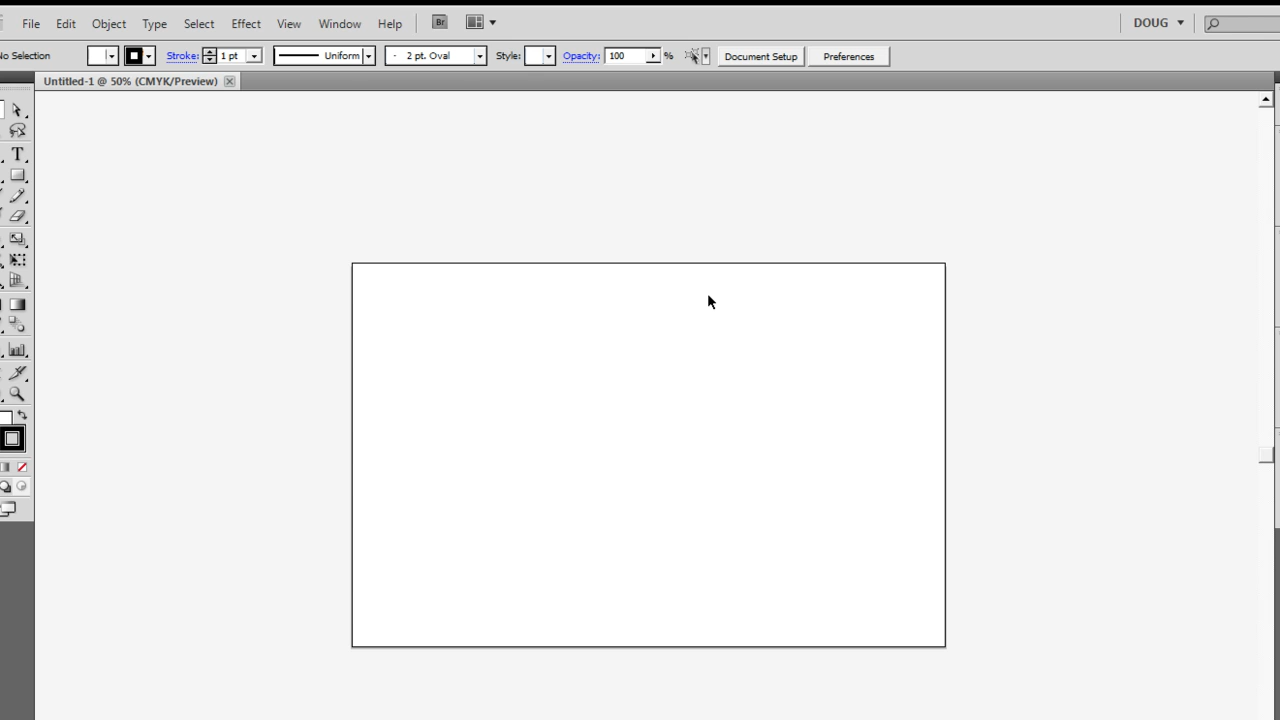 File Edit Object Type Select Effect View Window Help Br DOUG
No Selection Stroke: 1 pt Uniform 2 pt. Oval Style: Opacity: 100 % Document Setup Preferences
Untitled-1 @ 50% (CMYK/Preview)
T